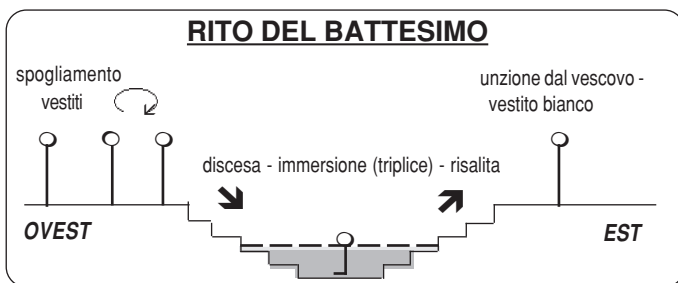 RITO DEL BATTESIMO
spogliamento
vestiti
unzione dal vescovo -
vestito bianco
discesa - immersione (triplice) - risalita
OVEST
EST